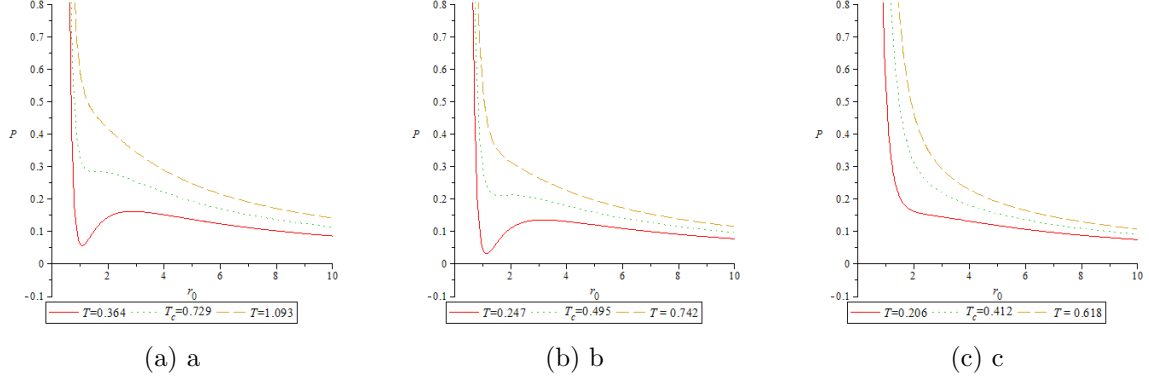 0.8 0.8 0.8
0.7 0.7 0.7
0.6 0.6 0.6
0.5 0.5 0.5
P 0.4 P 0.4 P 0.4
0.3 0.3 0.3
0.2 0.2 0.2
0.1 0.1 0.1
0 2 4 6 8 10 0 2 4 6 8 10 0 2 4 6 8 10
−0.1 r₀ −0.1 r₀ −0.1 r₀
T=0.364 T_c=0.729 T=1.093 T=0.247 T_c=0.495 T = 0.742 T=0.206 T_c=0.412 T = 0.618
(a) a (b) b (c) c